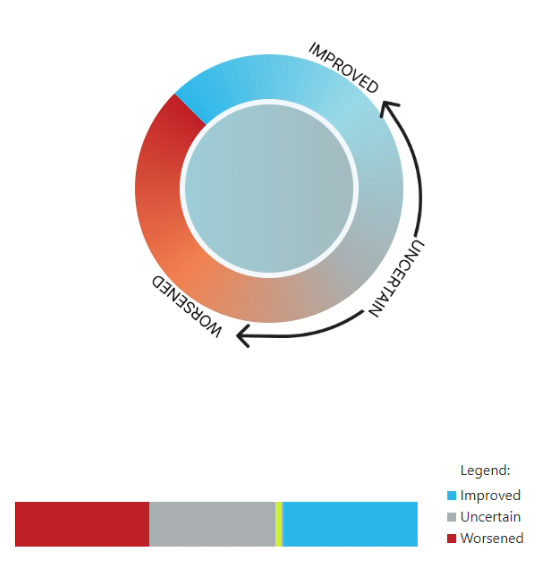 IMPROVED
UNCERTAIN
WORSENED
Legend:
Improved
Uncertain
Worsened